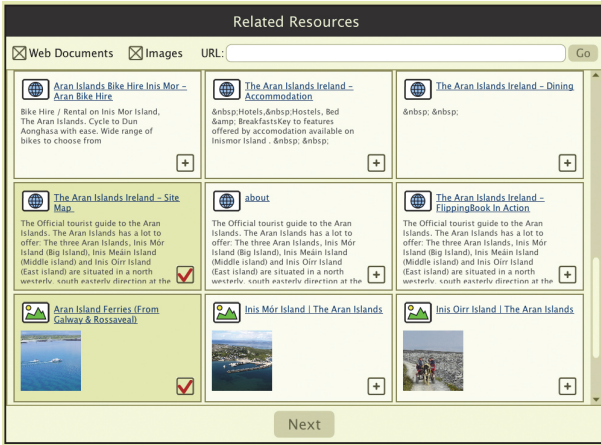 Related Resources
Web Documents Images URL: Go
Aran Islands Bike Hire Inis Mor -
Aran Bike Hire
Bike Hire / Rental on Inis Mor Island,
The Aran Islands. Cycle to Dun
Aonghasa with ease. Wide range of
bikes to choose from
The Aran Islands Ireland -
Accommodation
&nbsp;Hotels,&nbsp;Hostels, Bed
&amp; BreakfastsKey to features
offered by accomodation available on
Inismor Island . &nbsp; &nbsp;
The Aran Islands Ireland - Dining
&nbsp; &nbsp;
The Aran Islands Ireland - Site
Map
The Official tourist guide to the Aran
Islands. The Aran Islands has a lot to
offer: The three Aran Islands, Inis Mór
Island (Big Island), Inis Meáin Island
(Middle island) and Inis Oírr Island
(East island) are situated in a north
westerly, south easterly direction at the
about
The Official tourist guide to the Aran
Islands. The Aran Islands has a lot to
offer: The three Aran Islands, Inis Mór
Island (Big Island), Inis Meáin Island
(Middle island) and Inis Oírr Island
(East island) are situated in a north
westerly, south easterly direction at the
The Aran Islands Ireland -
FlippingBook In Action
The Official tourist guide to the Aran
Islands. The Aran Islands has a lot to
offer: The three Aran Islands, Inis Mór
Island (Big Island), Inis Meáin Island
(Middle island) and Inis Oírr Island
(East island) are situated in a north
westerly, south easterly direction at the
Aran Island Ferries (From
Galway & Rossaveal)
Inis Mór Island | The Aran Islands
Inis Oirr Island | The Aran Islands
Next